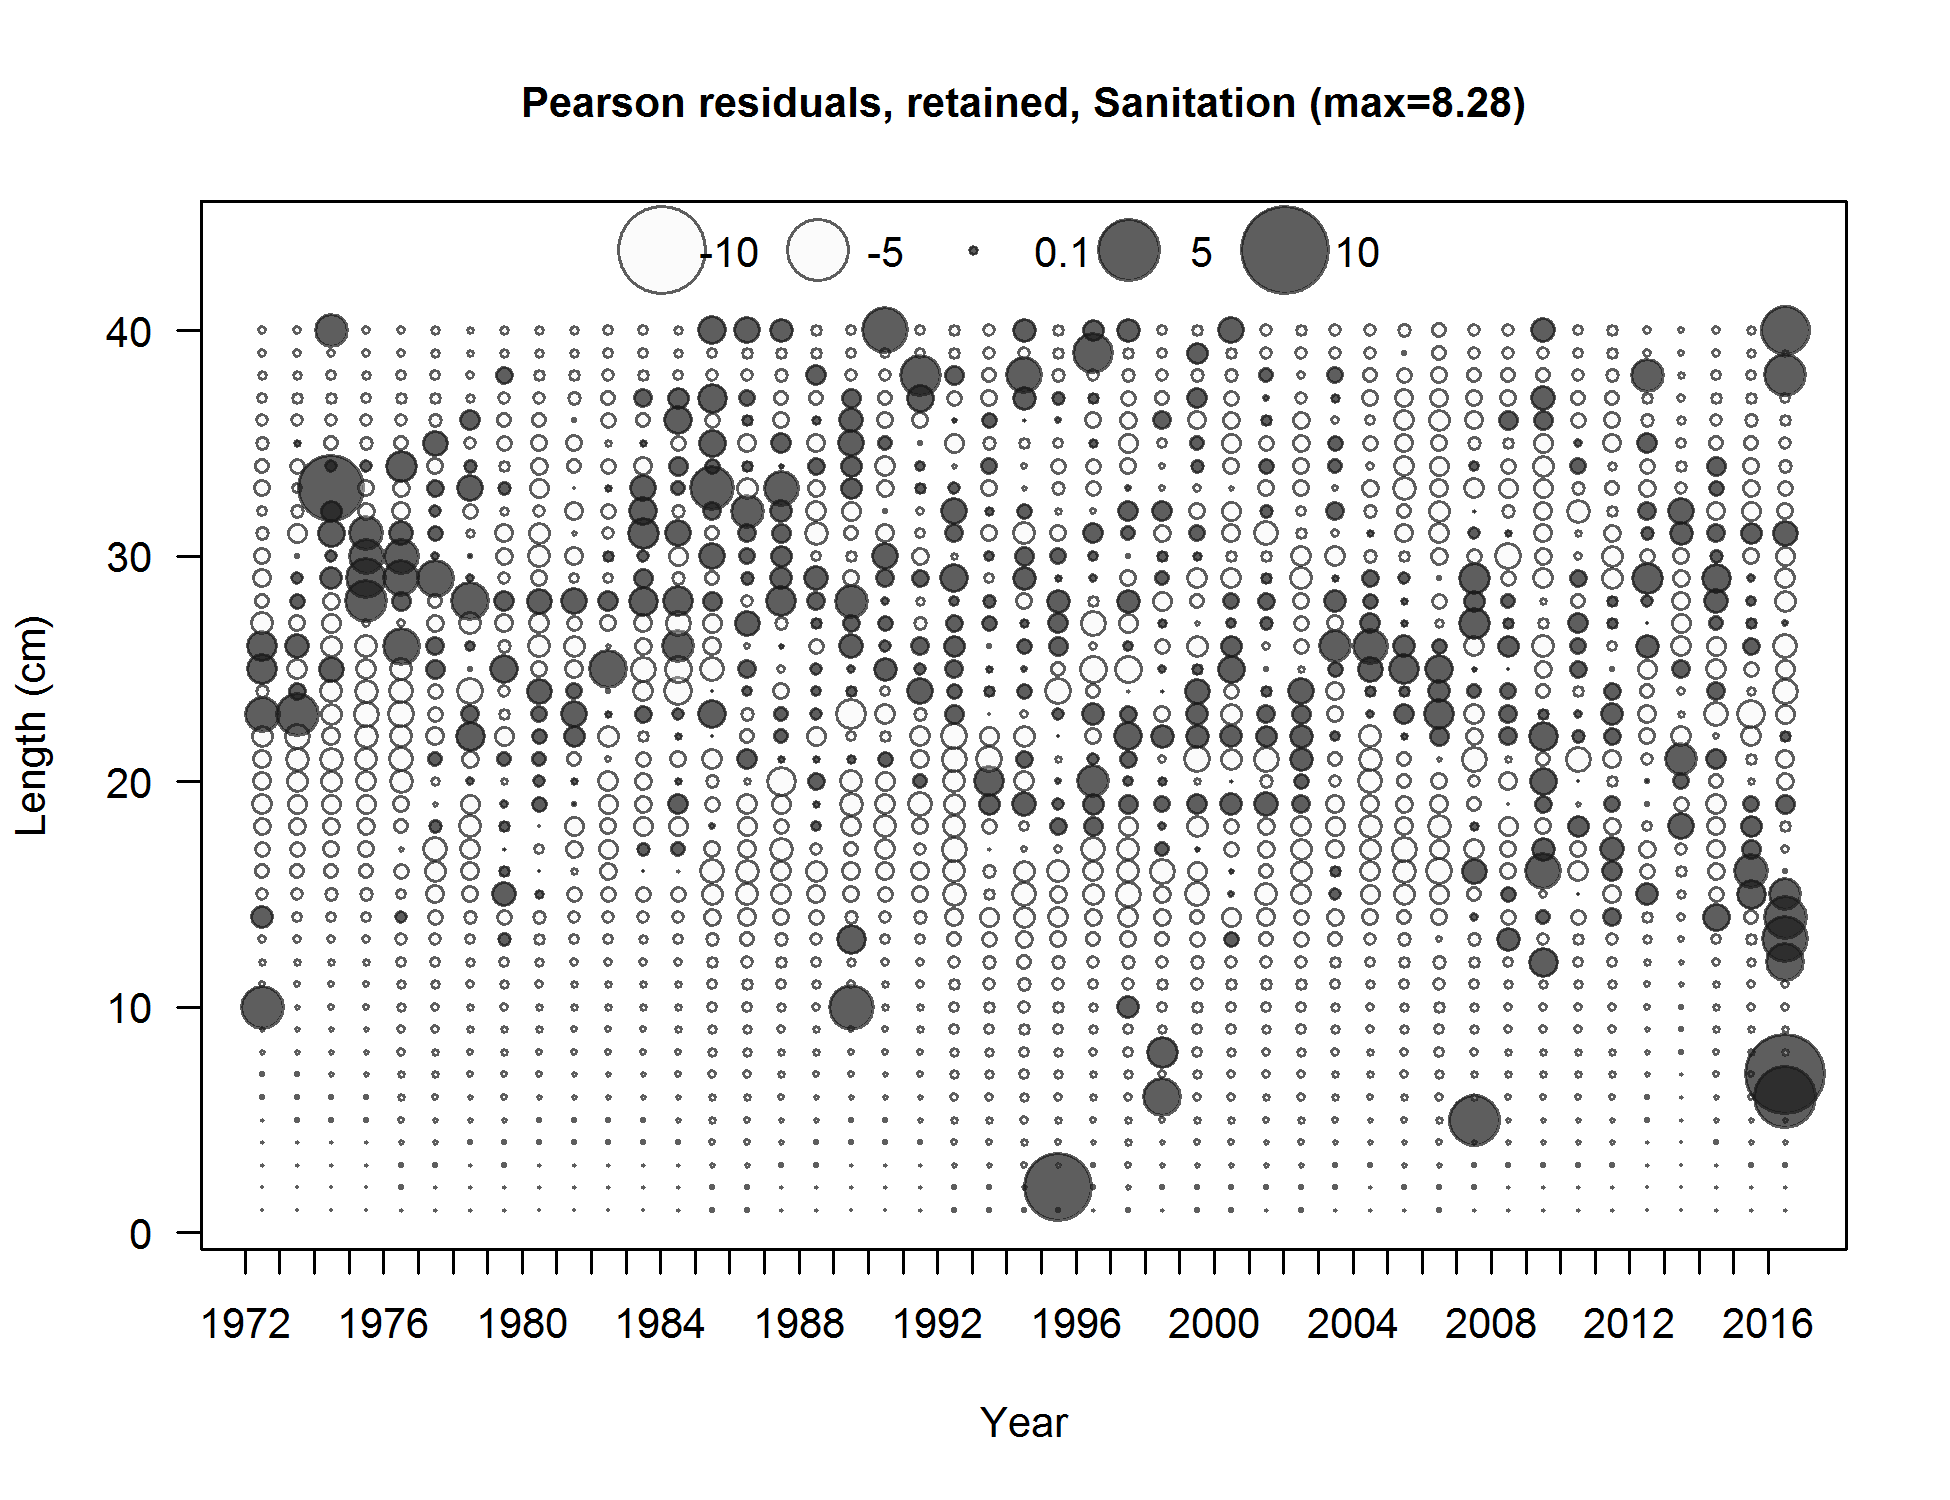 Pearson residuals, retained, Sanitation (max=8.28)
-10 -5 0.1 5 10
40
30
20
10
0
Length (cm)
1972 1976 1980 1984 1988 1992 1996 2000 2004 2008 2012 2016
Year